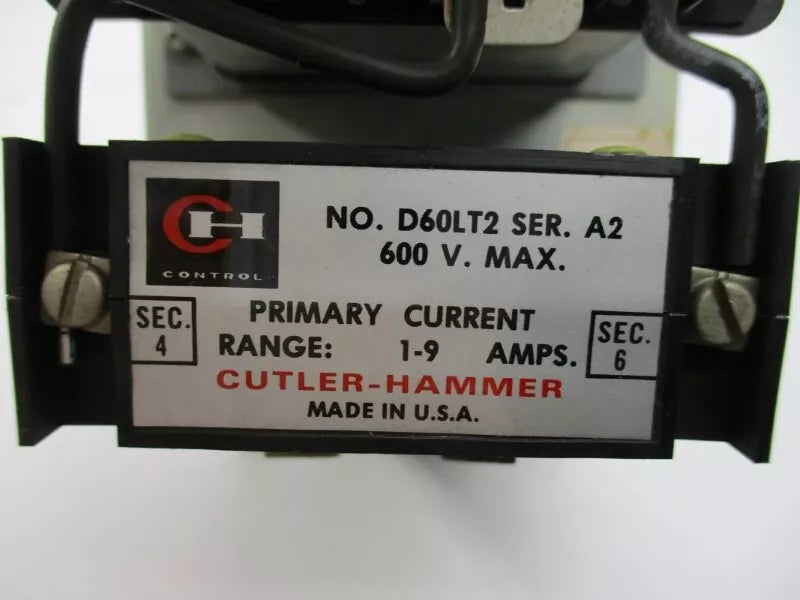 CH
CONTROL
NO. D60LT2 SER. A2
600 V. MAX.
PRIMARY CURRENT
RANGE: 1-9 AMPS.
SEC.
4
SEC.
6
CUTLER-HAMMER
MADE IN U.S.A.